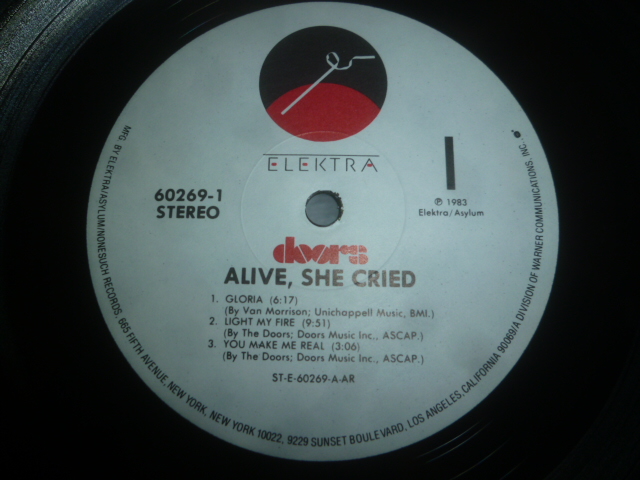 ELEKTRA
60269-1
STEREO
I
℗ 1983
Elektra/Asylum
doors
ALIVE, SHE CRIED
1. GLORIA (6:17)
(By Van Morrison; Unichappell Music, BMI.)
2. LIGHT MY FIRE (9:51)
(By The Doors; Doors Music Inc., ASCAP.)
3. YOU MAKE ME REAL (3:06)
(By The Doors; Doors Music Inc., ASCAP.)
ST-E-60269-A-AR
MFG. BY ELEKTRA/ASYLUM/NONESUCH RECORDS, 665 FIFTH AVENUE, NEW YORK, NEW YORK 10022, 9229 SUNSET BOULEVARD, LOS ANGELES, CALIFORNIA 90069/A DIVISION OF WARNER COMMUNICATIONS, INC.